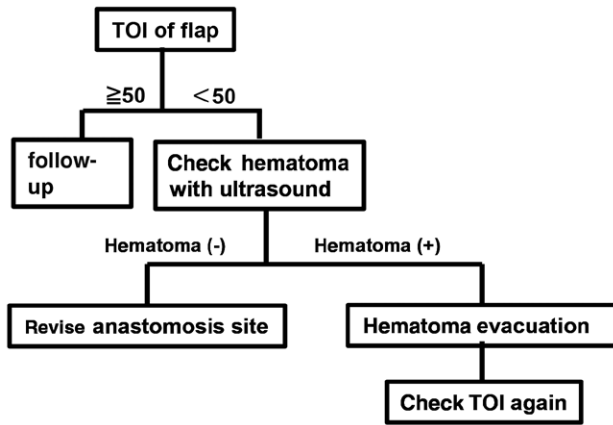 TOI of flap
≧50
＜50
follow-
up
Check hematoma
with ultrasound
Hematoma (-)
Hematoma (+)
Revise anastomosis site
Hematoma evacuation
Check TOI again